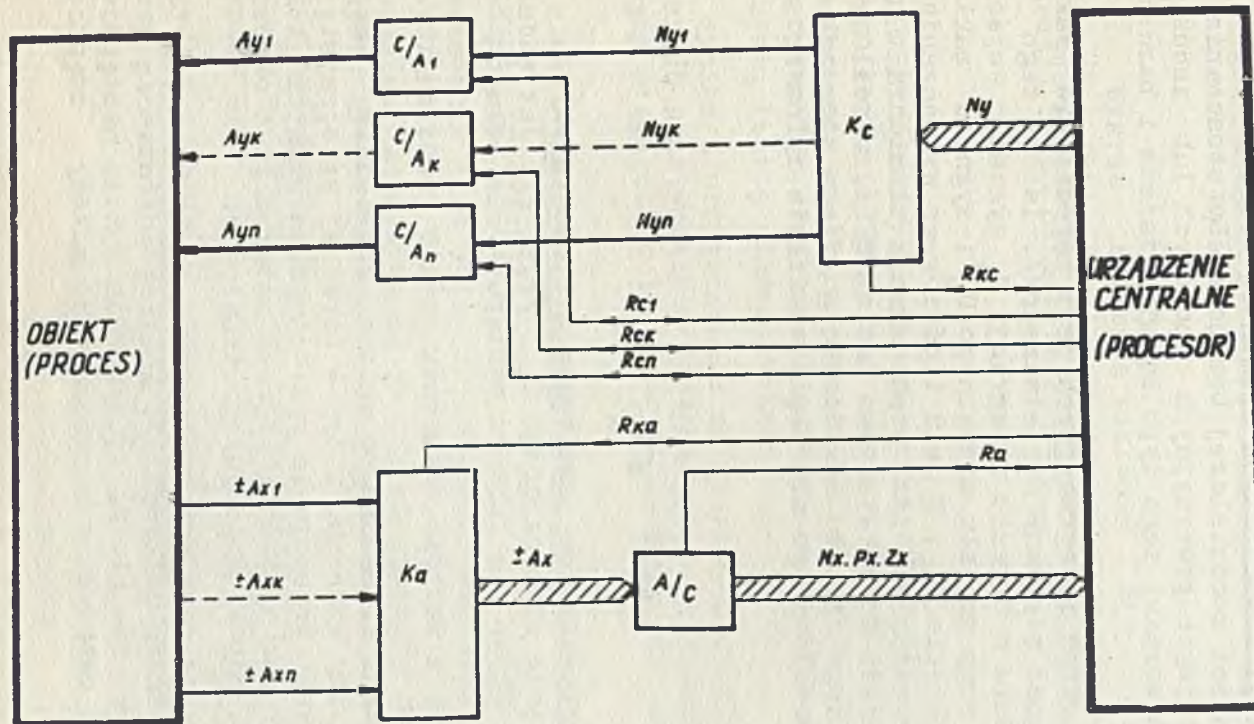 Ay1
C/A1
Ny1
Ny
Kc
Ayk
C/Ak
Nyk
Ayn
C/An
Nyn
Rkc
URZĄDZENIE
CENTRALNE
(PROCESOR)
Rc1
Rck
Rcn
OBIEKT
(PROCES)
Rka
Ra
±Ax1
±Axk
±Axn
Ka
±Ax
A/C
Nx. Px. Zx